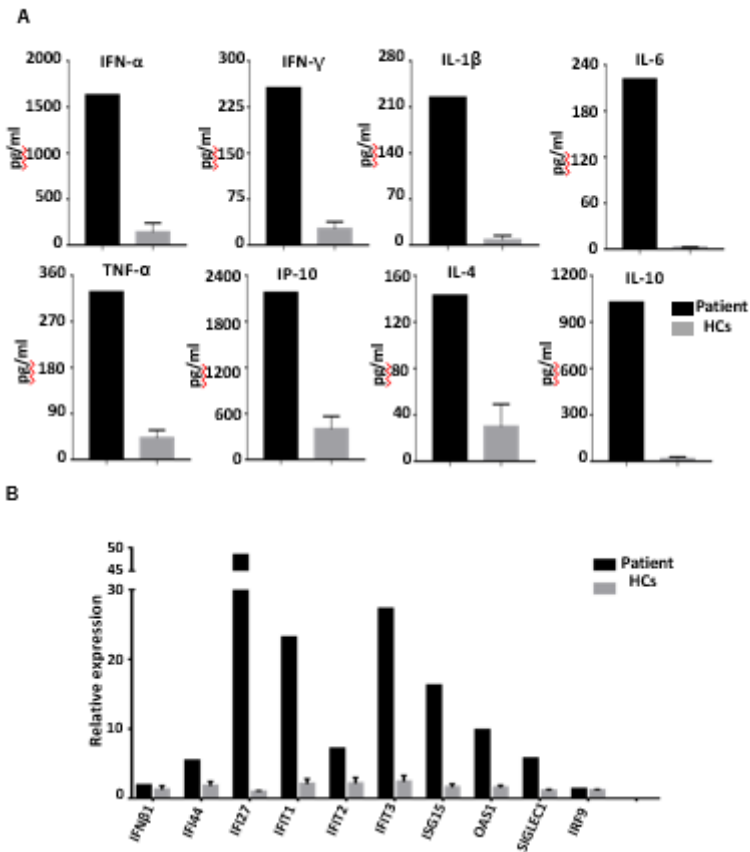 A
IFN-α
2000
1500
1000
500
0
pg/ml
IFN-γ
300
225
150
75
0
pg/ml
IL-1β
280
210
140
70
0
pg/ml
IL-6
240
180
120
60
0
pg/ml
TNF-α
360
270
180
90
0
pg/ml
IP-10
2400
1800
1200
600
0
pg/ml
IL-4
160
120
80
40
0
pg/ml
IL-10
1200
900
600
300
0
pg/ml
Patient
HCs
B
50
45
30
20
10
0
Relative expression
Patient
HCs
IFNβ1
IFI44
IFI27
IFIT1
IFIT2
IFIT3
ISG15
OAS1
SIGLEC1
IRF9